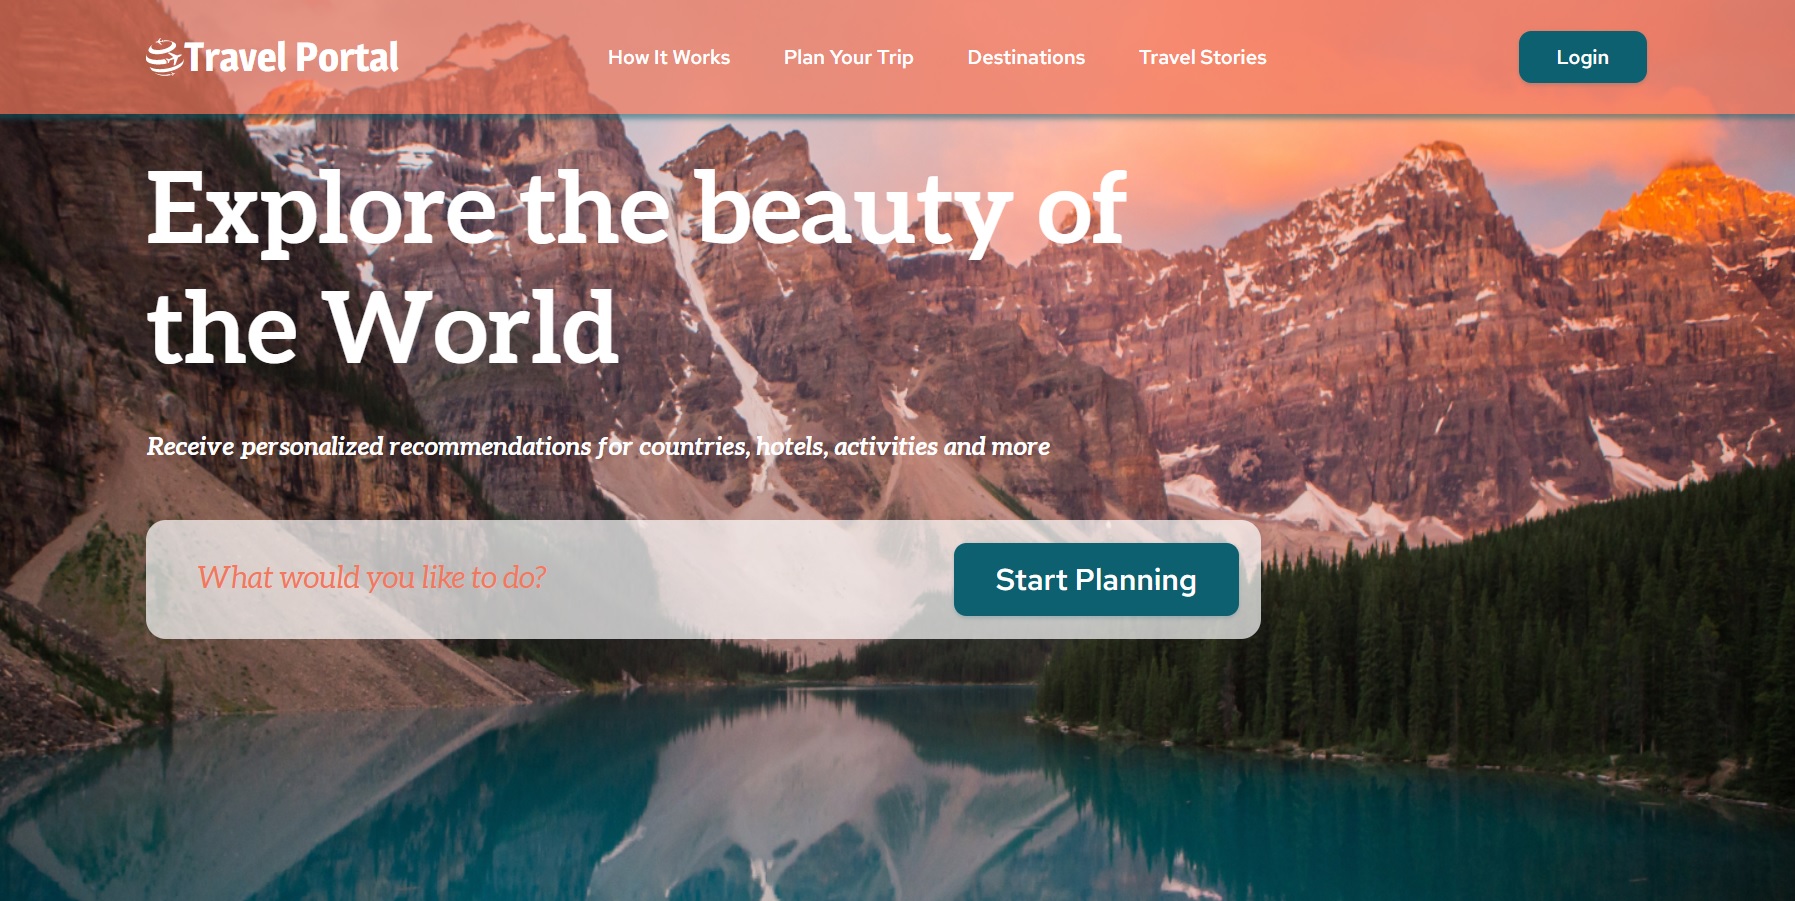 Travel Portal
How It Works
Plan Your Trip
Destinations
Travel Stories
Login
Explore the beauty of
the World
Receive personalized recommendations for countries, hotels, activities and more
What would you like to do?
Start Planning